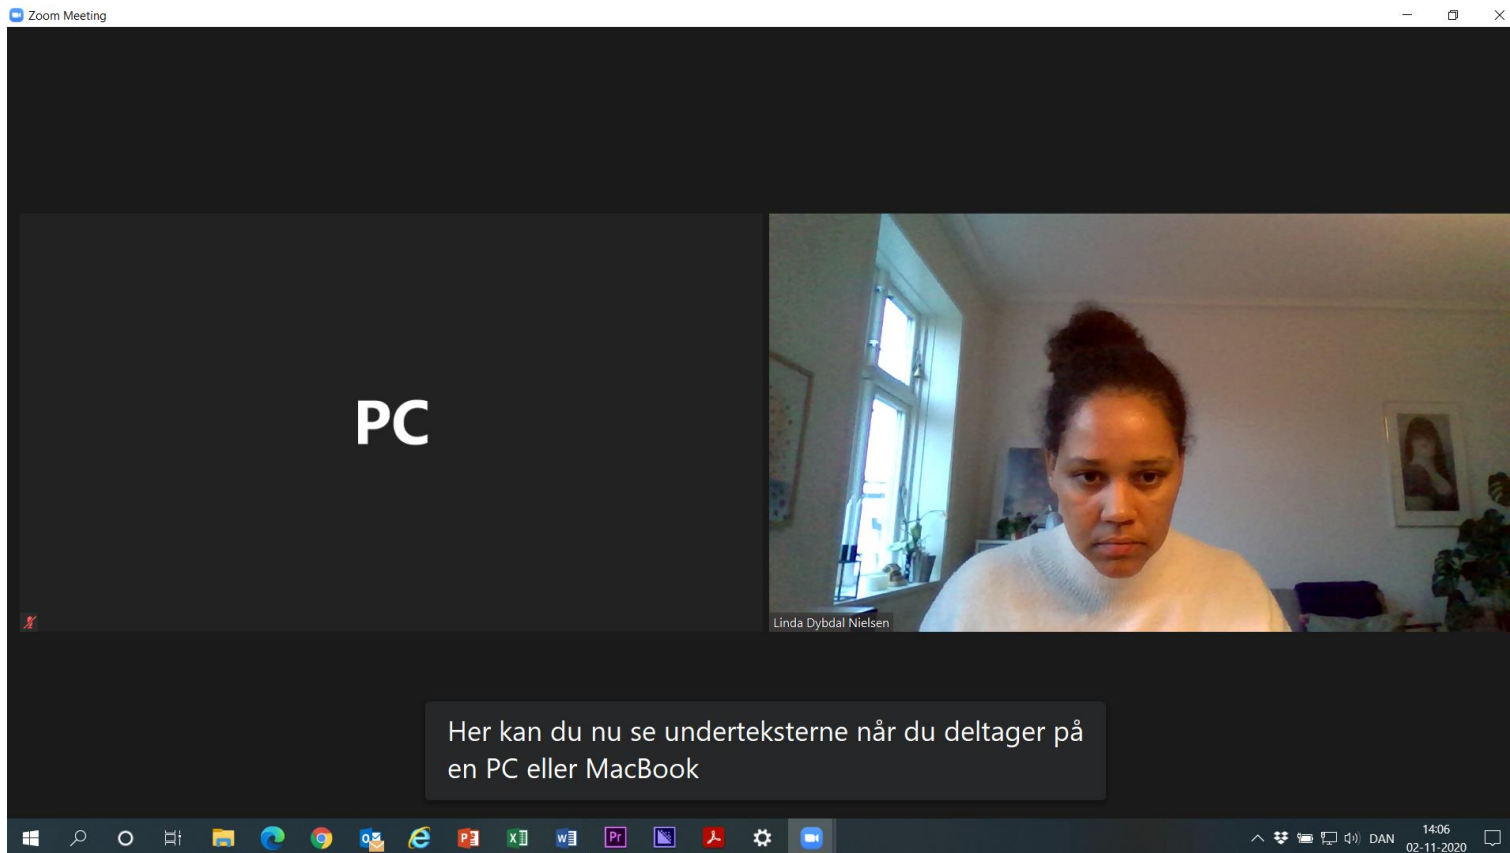 Zoom Meeting
PC
Linda Dybdal Nielsen
Her kan du nu se underteksterne når du deltager på
en PC eller MacBook
Pr
DAN
14:06
02-11-2020